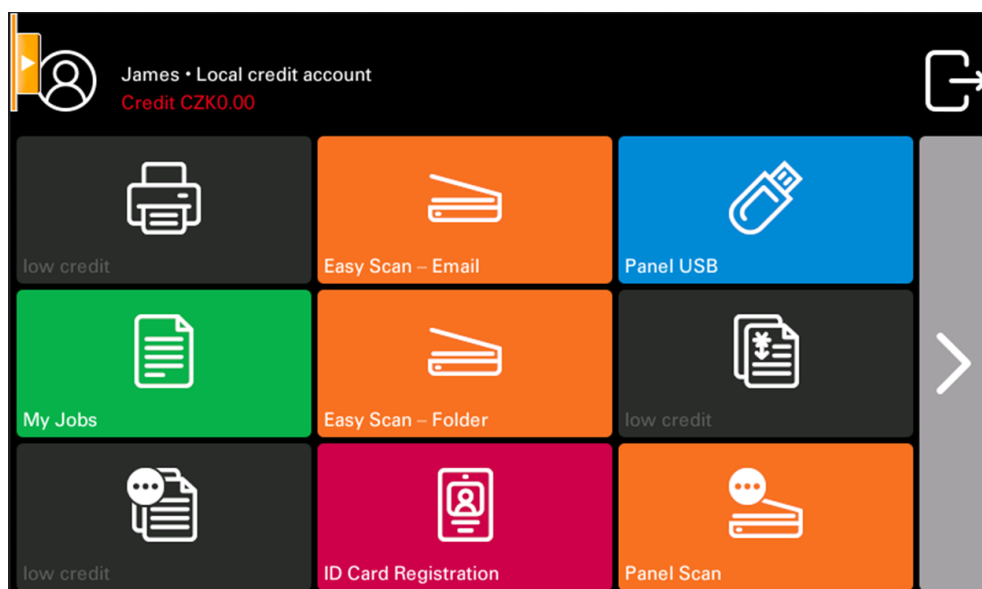 James • Local credit account
Credit CZK0.00
low credit
Easy Scan – Email
Panel USB
My Jobs
Easy Scan – Folder
low credit
low credit
ID Card Registration
Panel Scan